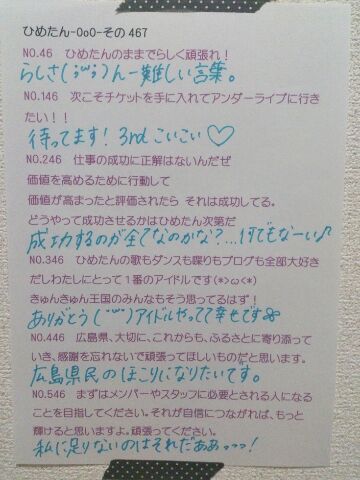 ひめたん-OoO-その467
NO.46 ひめたんのままでらしく頑張れ!
らしさ(¨)ん一難しい言葉。
NO.146 次こそチケットを手に入れてアンダーライブに行き
たい!!
待ってます! 3rdこいこい♡
NO.246 仕事の成功に正解はないんだぜ
価値を高めるために行動して
価値が高まったと評価されたら それは成功してる。
どうやって成功させるかはひめたん次第だ
成功するのが全てなのかな?...何でもなーい♪
NO.346 ひめたんの歌もダンスも喋りもブログも全部大好き
だしわたしにとって1番のアイドルです(*>ω<*)
きゅんきゅん王国のみんなもそう思ってるはず!
ありがとう(¨)アイドルやってて幸せです
NO.446 広島県、大切に、これからも、ふるさとに寄り添って
いき、感謝を忘れないで頑張ってほしいものだと思います。
広島県民のほこりになりたいです。
NO.546 まずはメンバーやスタッフに必要とされる人になる
ことを目指してください。それが自信につながれば、もっと
輝けると思いますよ。頑張ってください。
私に足りないのはそれだぁぁっっっ!